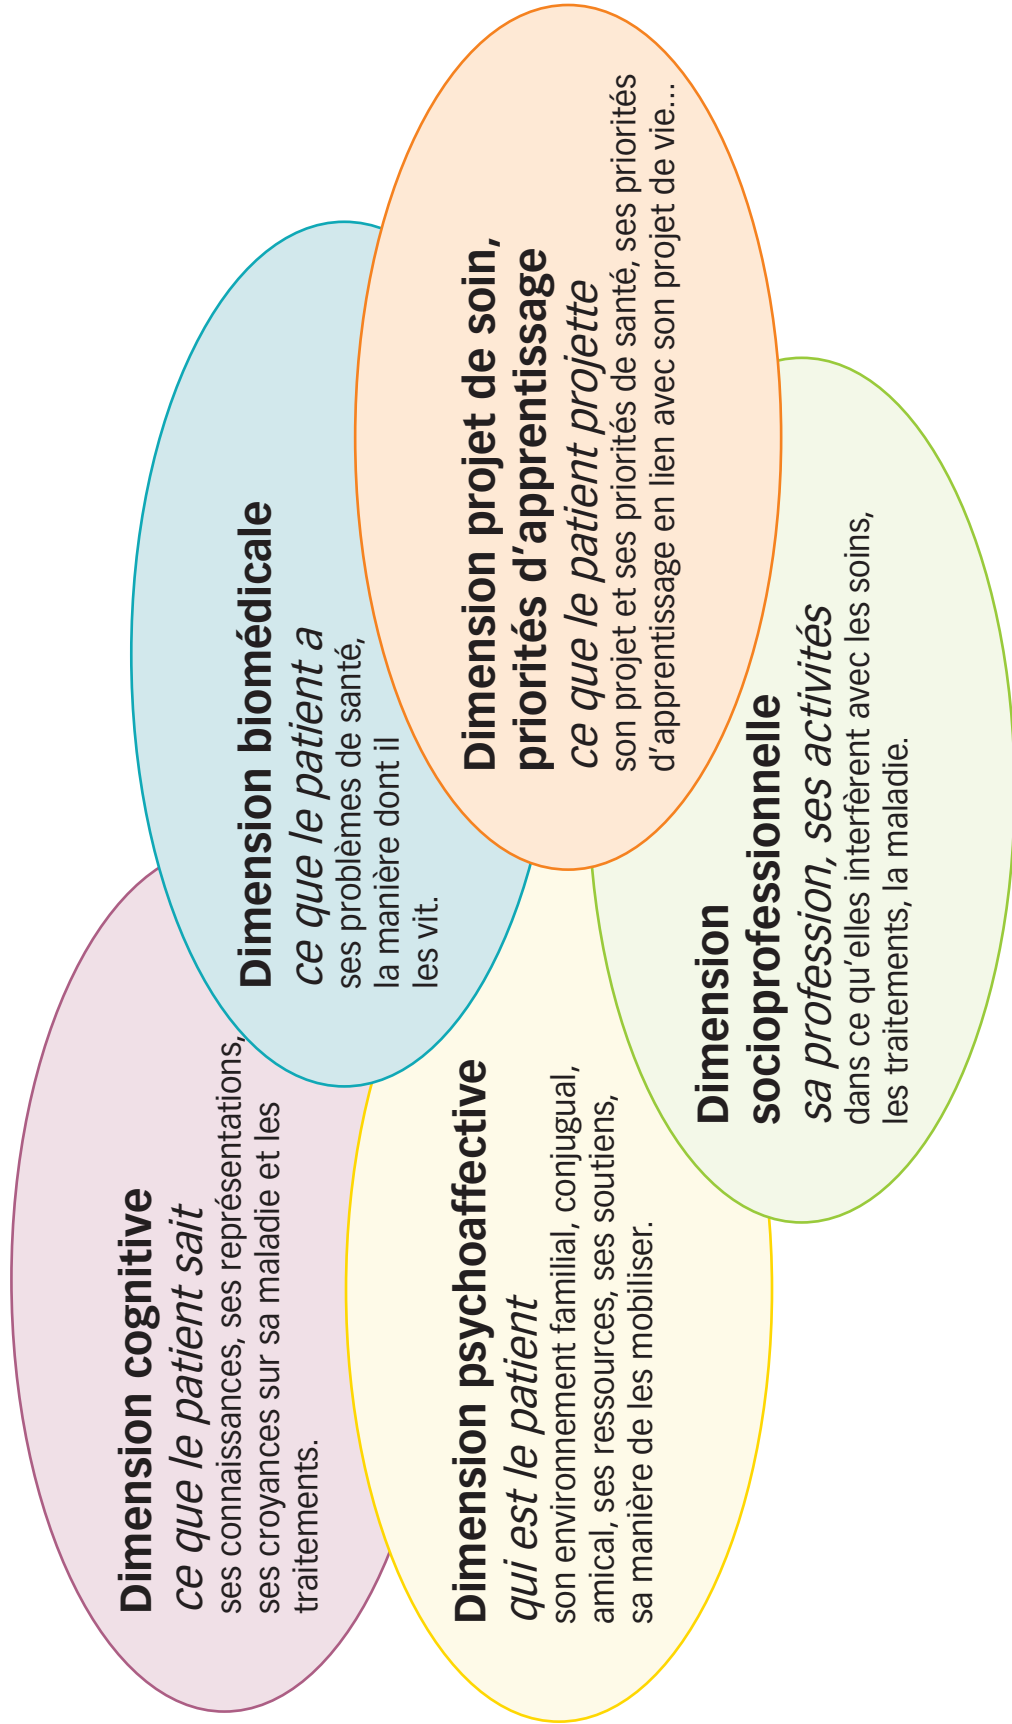 Dimension cognitive
ce que le patient sait
ses connaissances, ses représentations,
ses croyances sur sa maladie et les
traitements.
Dimension biomédicale
ce que le patient a
ses problèmes de santé,
la manière dont il
les vit.
Dimension psychoaffective
qui est le patient
son environnement familial, conjugual,
amical, ses ressources, ses soutiens,
sa manière de les mobiliser.
Dimension projet de soin,
priorités d'apprentissage
ce que le patient projette
son projet et ses priorités de santé, ses priorités
d'apprentissage en lien avec son projet de vie...
Dimension
socioprofessionnelle
sa profession, ses activités
dans ce qu'elles interfèrent avec les soins,
les traitements, la maladie.